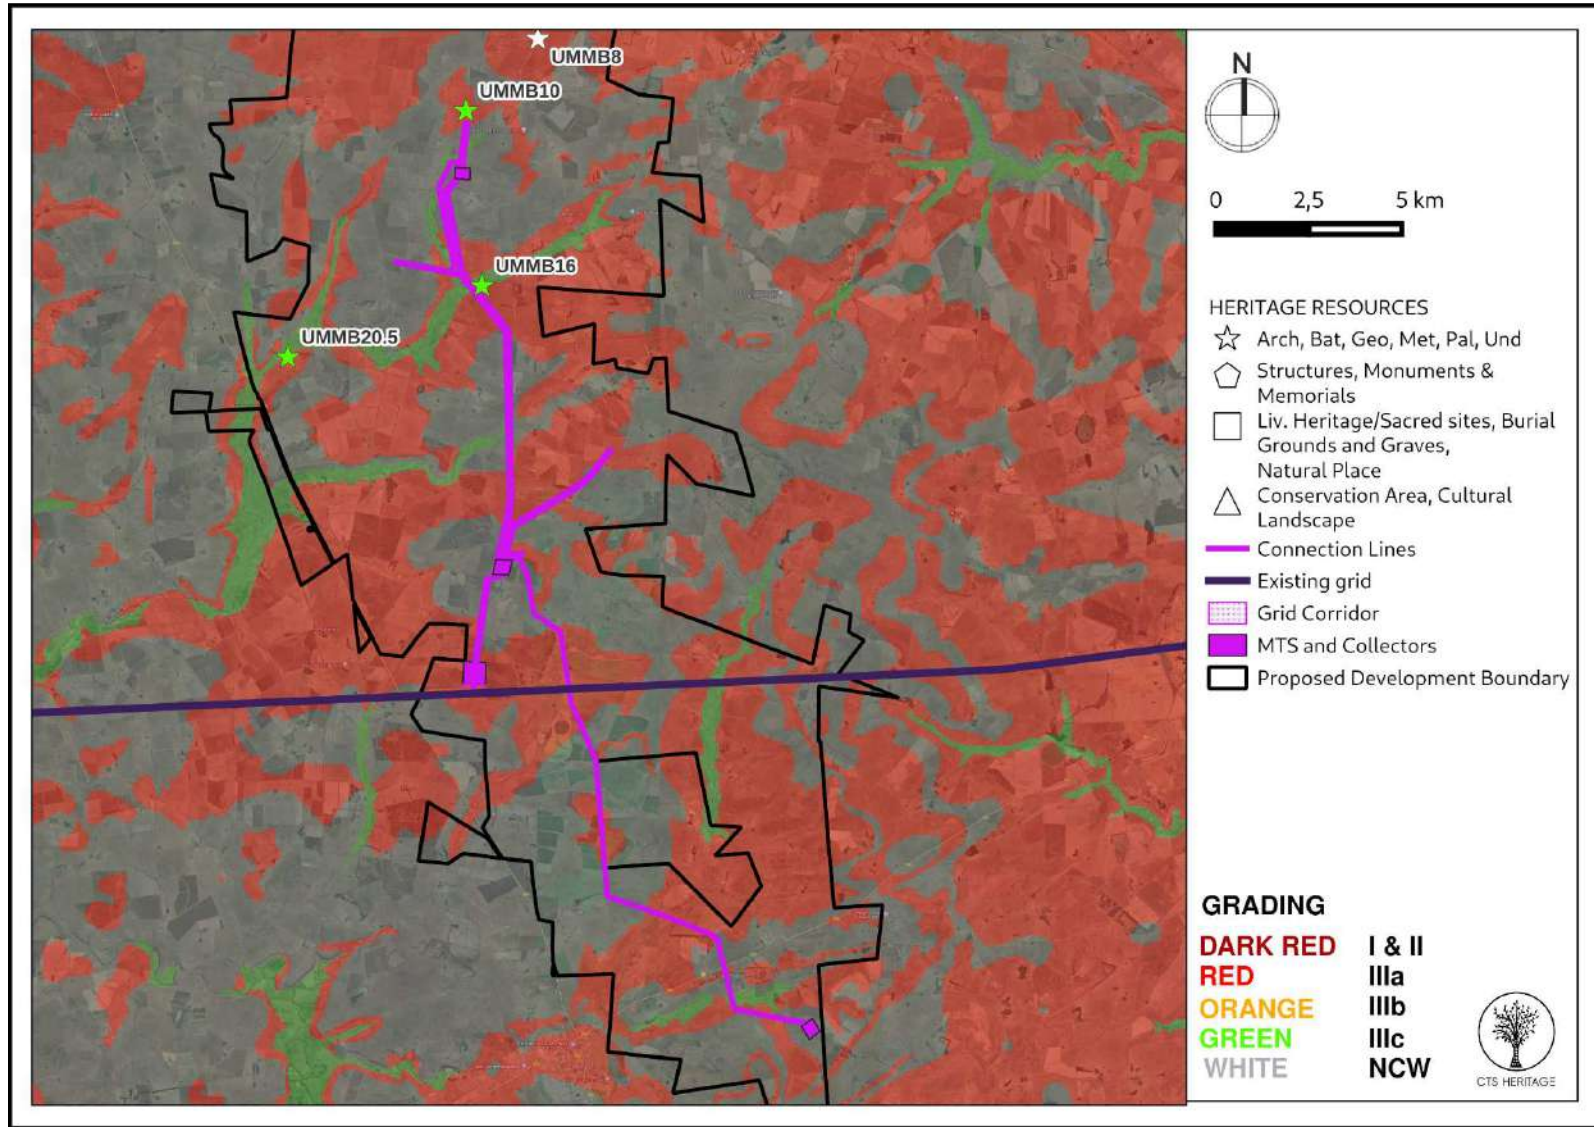 UMMB8
UMMB10
UMMB16
UMMB20.5
N
0 2,5 5 km
HERITAGE RESOURCES
Arch, Bat, Geo, Met, Pal, Und
Structures, Monuments &
Memorials
Liv. Heritage/Sacred sites, Burial
Grounds and Graves,
Natural Place
Conservation Area, Cultural
Landscape
Connection Lines
Existing grid
Grid Corridor
MTS and Collectors
Proposed Development Boundary
GRADING
DARK RED I & II
RED IIIa
ORANGE IIIb
GREEN IIIc
WHITE NCW
CTS HERITAGE